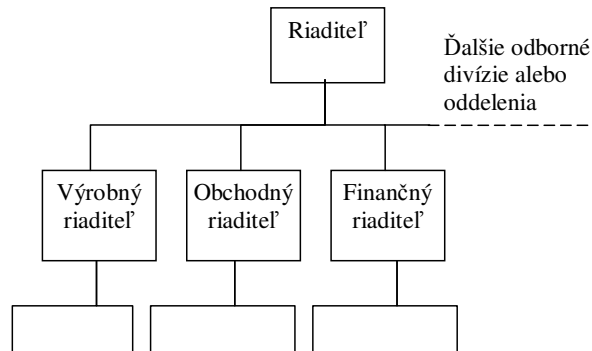 Riaditeľ
Ďalšie odborné
divízie alebo
oddelenia
Výrobný
riaditeľ
Obchodný
riaditeľ
Finančný
riaditeľ